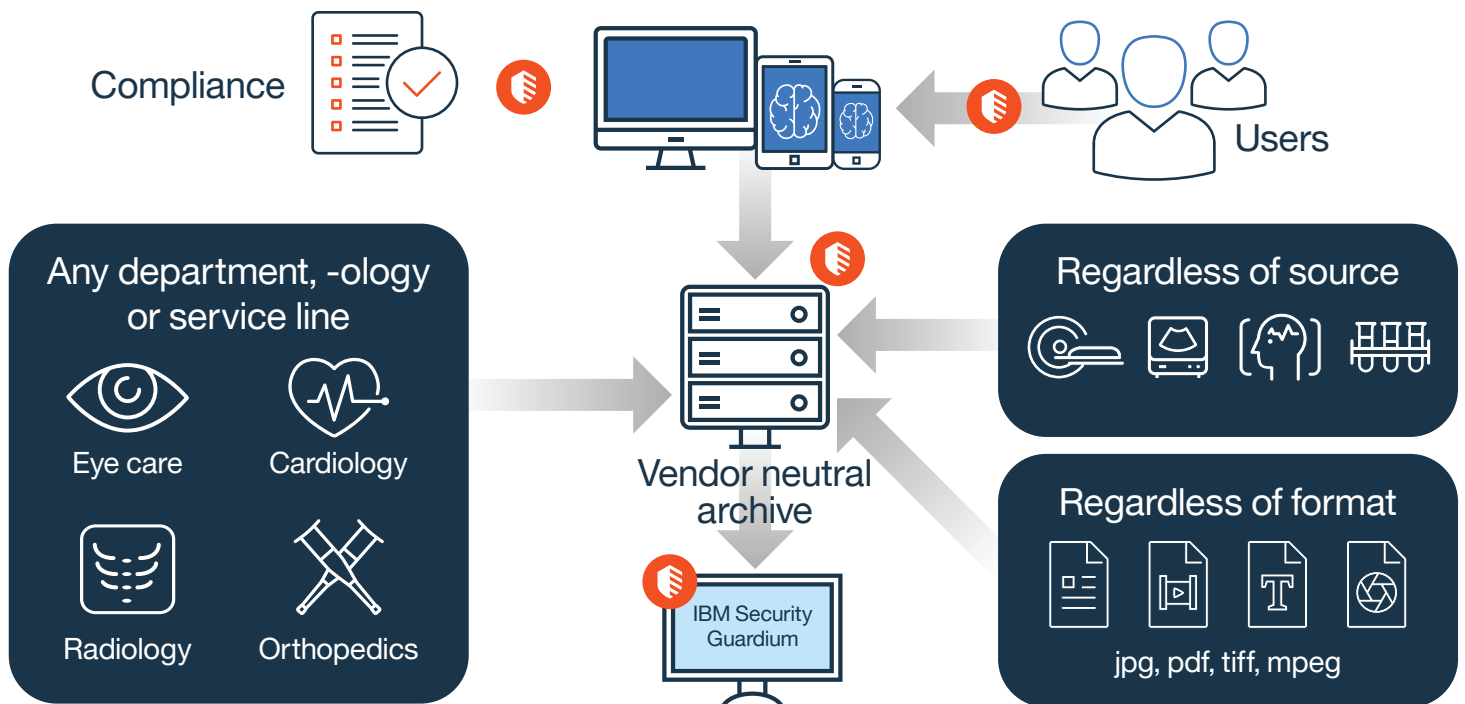 Compliance
Users
Any department, -ology
or service line
Eye care
Cardiology
Radiology
Orthopedics
Vendor neutral
archive
IBM Security
Guardium
Regardless of source
Regardless of format
T
jpg, pdf, tiff, mpeg